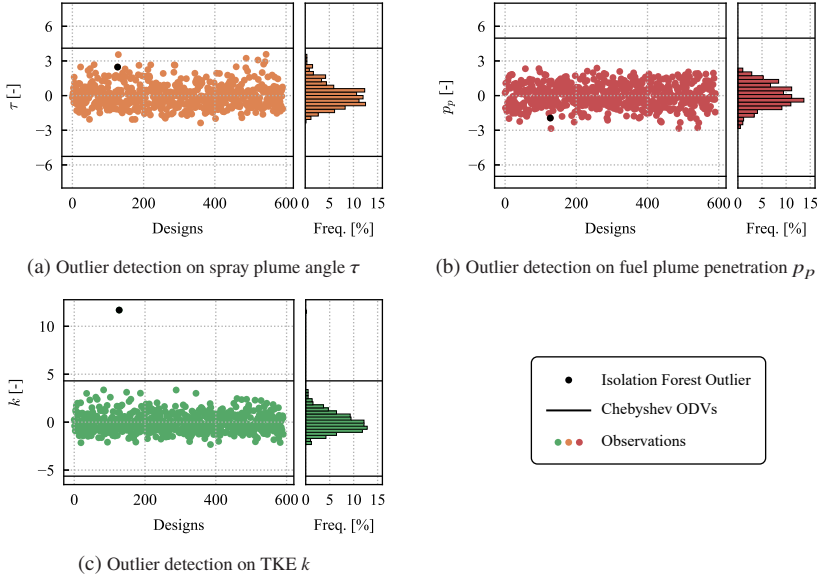 6
3
0
−3
−6
τ [-]
0
200
400
600
Designs
0
5
10
15
Freq. [%]
(a) Outlier detection on spray plume angle τ
6
3
0
−3
−6
p_p [-]
0
200
400
600
Designs
0
5
10
15
Freq. [%]
(b) Outlier detection on fuel plume penetration p_p
10
5
0
−5
k [-]
0
200
400
600
Designs
0
5
10
15
Freq. [%]
(c) Outlier detection on TKE k
Isolation Forest Outlier
Chebyshev ODVs
Observations